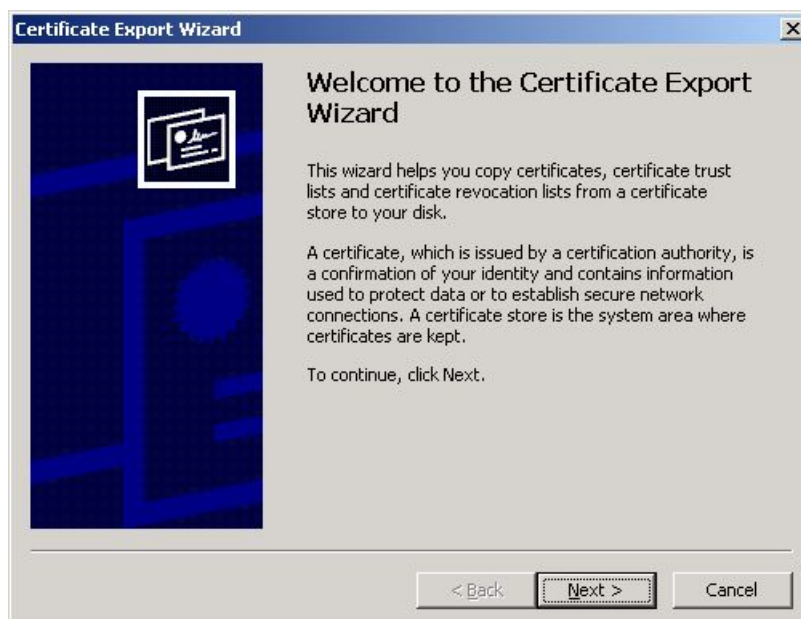 Certificate Export Wizard
Welcome to the Certificate Export
Wizard
This wizard helps you copy certificates, certificate trust
lists and certificate revocation lists from a certificate
store to your disk.
A certificate, which is issued by a certification authority, is
a confirmation of your identity and contains information
used to protect data or to establish secure network
connections. A certificate store is the system area where
certificates are kept.
To continue, click Next.
< Back Next > Cancel